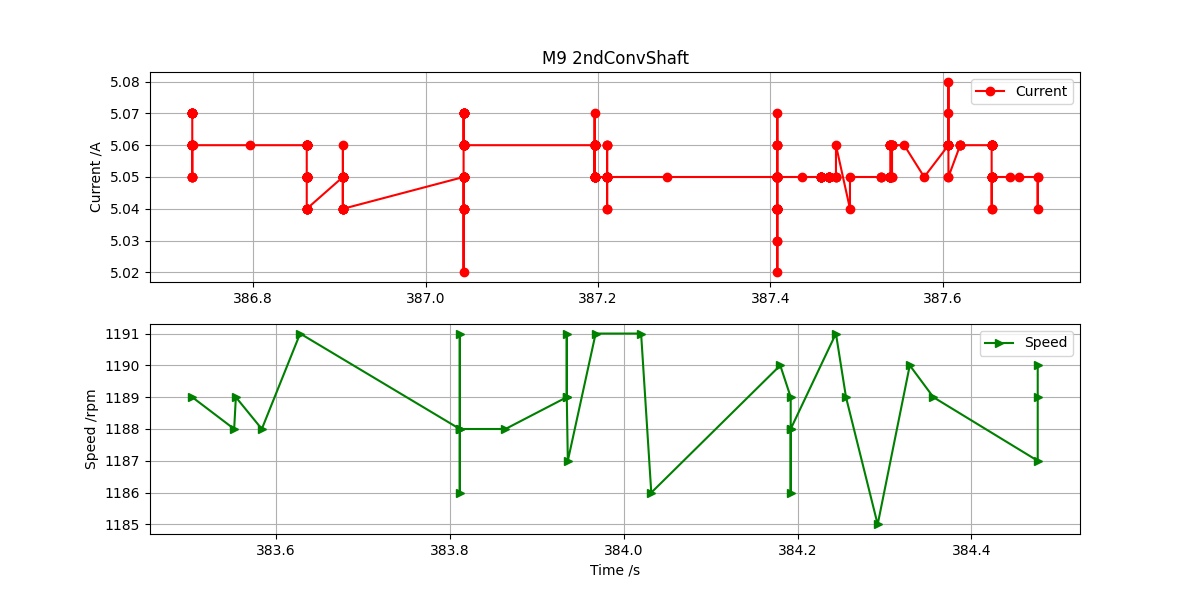 M9 2ndConvShaft
Current /A
5.08
5.07
5.06
5.05
5.04
5.03
5.02
Current
386.8 387.0 387.2 387.4 387.6
Speed /rpm
1191
1190
1189
1188
1187
1186
1185
Speed
383.6 383.8 384.0 384.2 384.4
Time /s